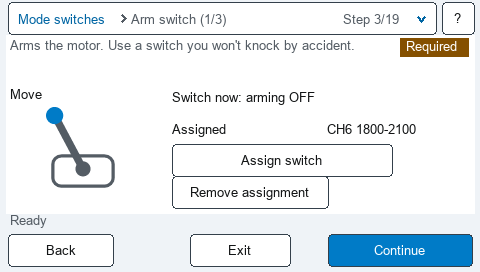 Mode switches > Arm switch (1/3) Step 3/19 ?
Arms the motor. Use a switch you won't knock by accident. Required
Move
Switch now: arming OFF
Assigned CH6 1800-2100
Assign switch
Remove assignment
Ready
Back Exit Continue